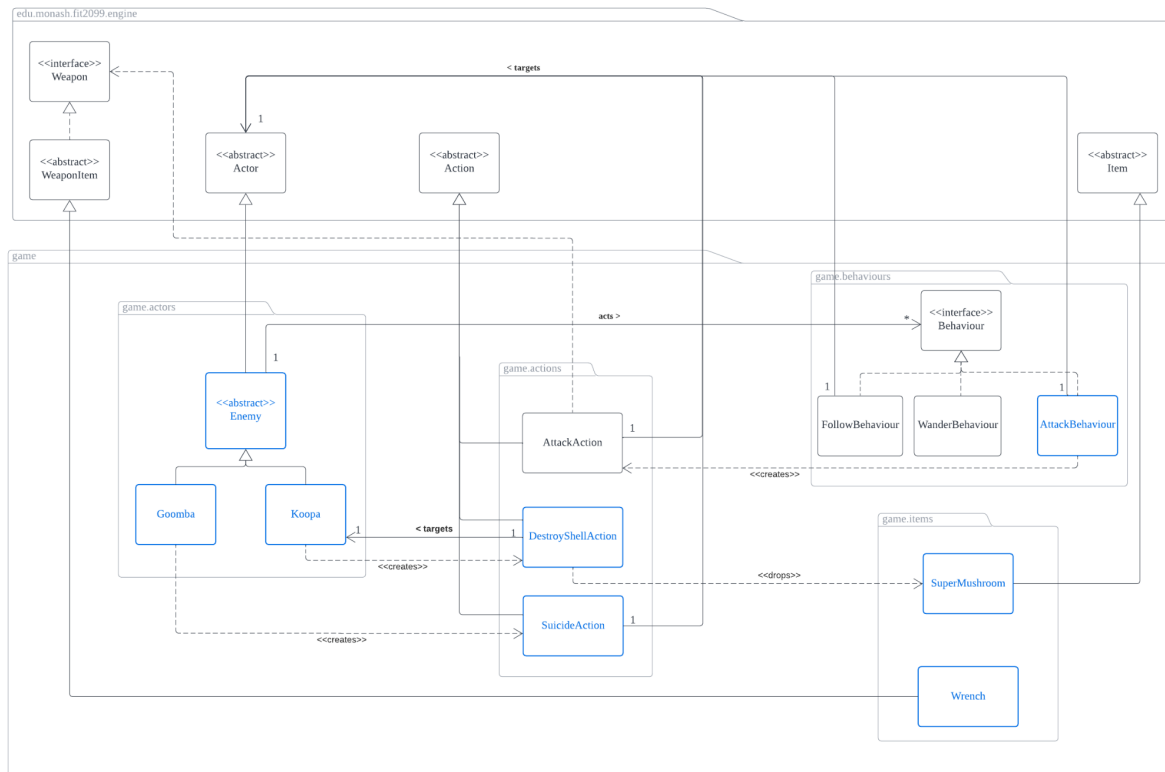 edu.monash.fit2099.engine
<<interface>>
Weapon
< targets
1
<<abstract>>
WeaponItem
<<abstract>>
Actor
<<abstract>>
Action
<<abstract>>
Item
game
game.behaviours
game.actors
<<interface>>
Behaviour
acts >
*
1
game.actions
<<abstract>>
Enemy
1
1
FollowBehaviour
WanderBehaviour
AttackBehaviour
AttackAction
1
<<creates>>
Goomba
Koopa
1
< targets
1
DestroyShellAction
game.items
<<creates>>
<<drops>>
SuperMushroom
SuicideAction
1
<<creates>>
Wrench